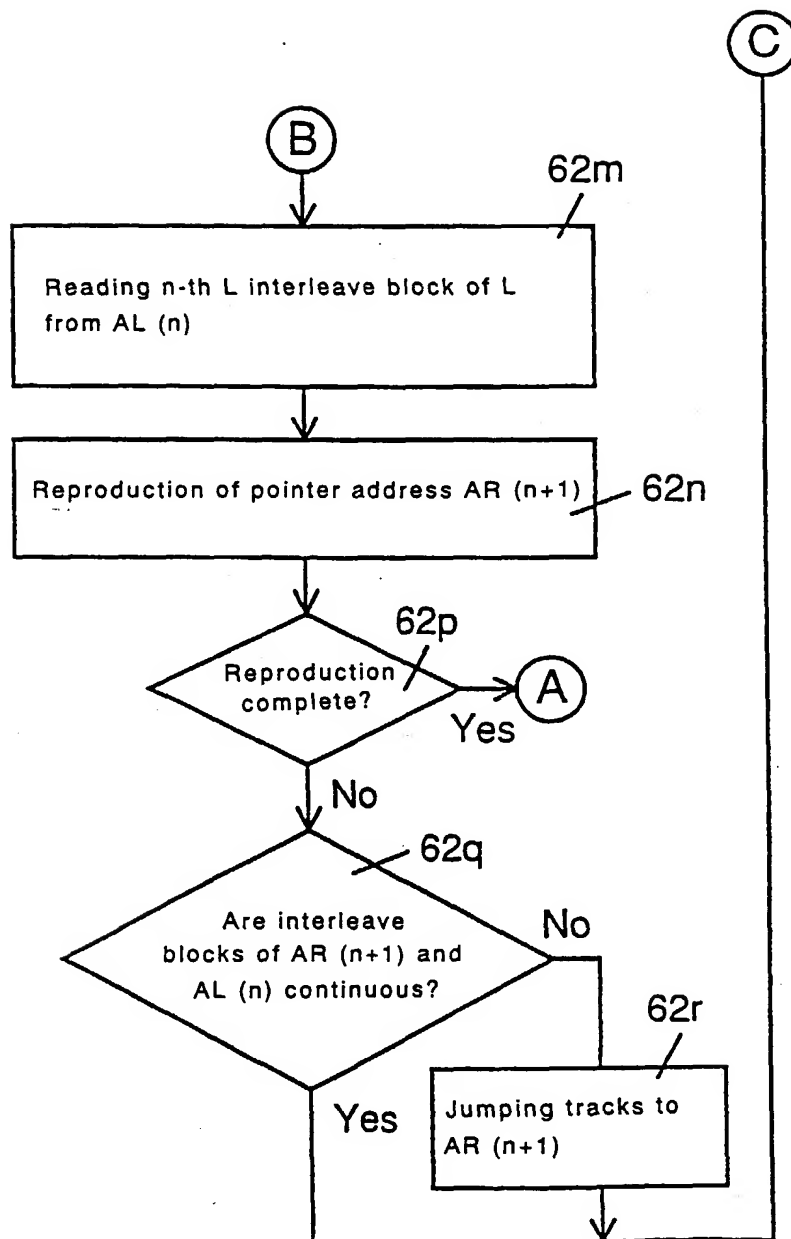 C
B
62m
Reading n-th L interleave block of L
from AL (n)
Reproduction of pointer address AR (n+1)
62n
62p
Reproduction
complete?
A
Yes
No
62q
Are interleave
blocks of AR (n+1) and
AL (n) continuous?
No
62r
Yes
Jumping tracks to
AR (n+1)